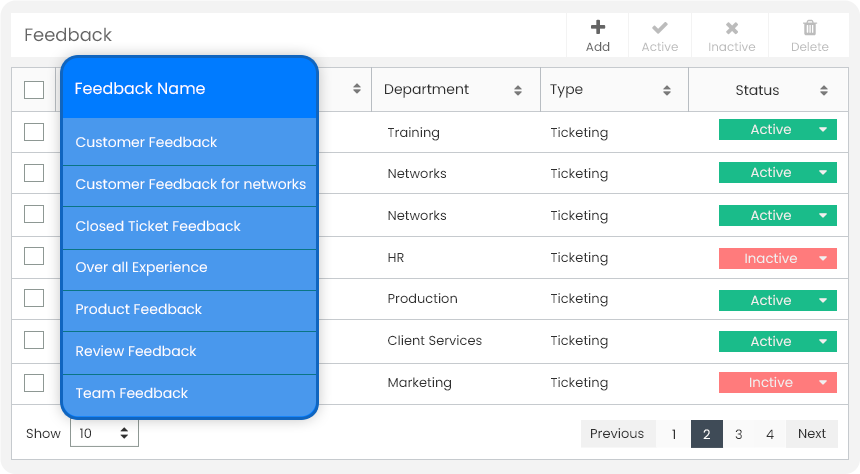 Feedback
Add Active Inactive Delete
Feedback Name Department Type Status
Customer Feedback Training Ticketing Active
Customer Feedback for networks Networks Ticketing Active
Closed Ticket Feedback Networks Ticketing Active
Over all Experience HR Ticketing Inactive
Product Feedback Production Ticketing Active
Review Feedback Client Services Ticketing Active
Team Feedback Marketing Ticketing Inctive
Show 10 Previous 1 2 3 4 Next